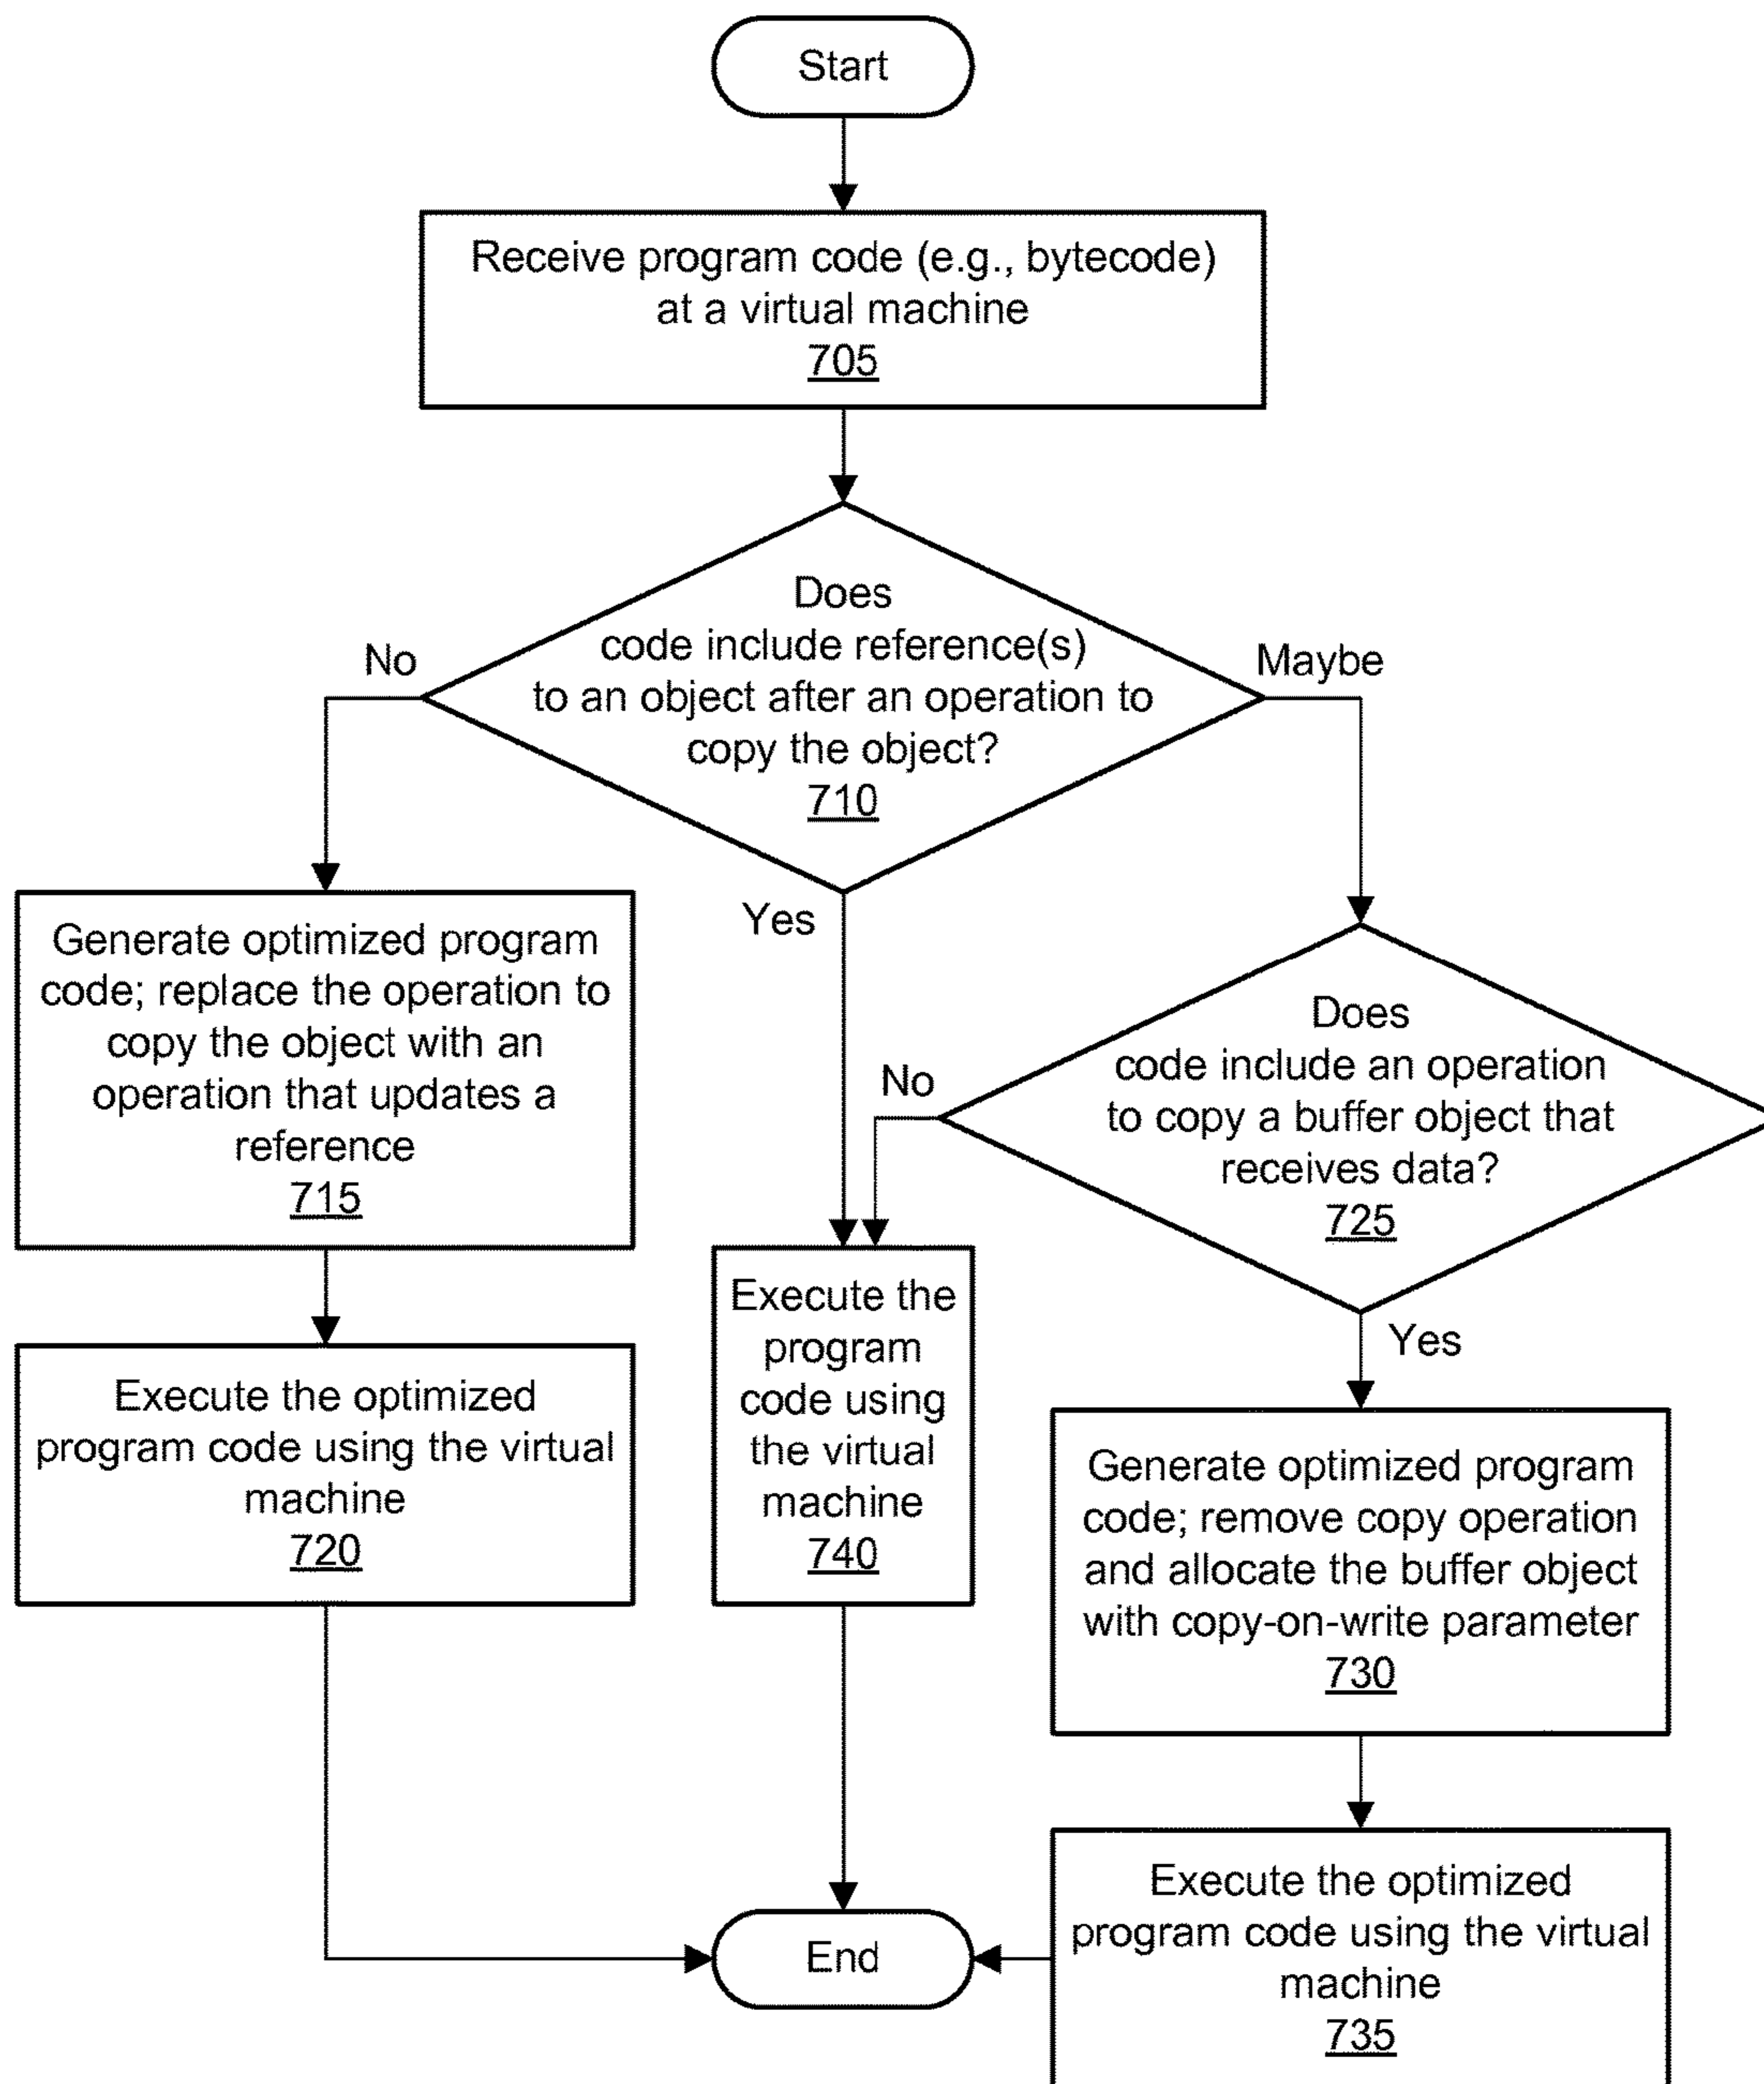 Start
Receive program code (e.g., bytecode)
at a virtual machine
705
Does
code include reference(s)
to an object after an operation to
copy the object?
710
No
Maybe
Yes
Generate optimized program
code; replace the operation to
copy the object with an
operation that updates a
reference
715
Does
code include an operation
to copy a buffer object that
receives data?
725
No
Yes
Execute the optimized
program code using the virtual
machine
720
Execute the
program
code using
the virtual
machine
740
Generate optimized program
code; remove copy operation
and allocate the buffer object
with copy-on-write parameter
730
Execute the optimized
program code using the virtual
machine
735
End